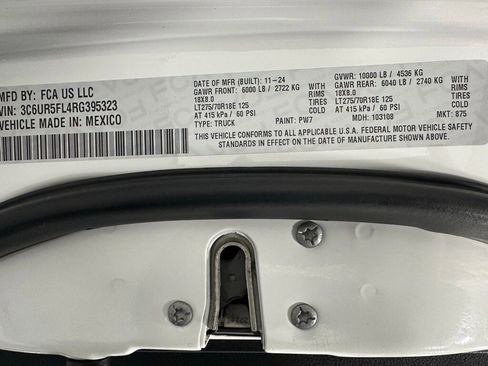 MFD. BY: FCA US LLC
VIN: 3C6UR5FL4RG395323
VEHICLE MADE IN: MEXICO
DATE OF MFR (BUILT): 11-24
GAWR FRONT: 6000 LB / 2722 KG
18X8.0 RIMS
LT275/70R18E 125 TIRES
AT 415 kPa / 60 PSI COLD
TYPE: TRUCK
GVWR: 10000 LB / 4536 KG
GAWR REAR: 6040 LB / 2740 KG
18X8.0 RIMS
LT275/70R18E 125 TIRES
AT 415 kPa / 60 PSI COLD
PAINT: PW7 MDH: 103108 MKT: 875
VEHICLE CONFORMS TO ALL APPLICABLE U.S.A. FEDERAL MOTOR VEHICLE SAFETY
STANDARDS IN EFFECT ON THE DATE OF MANUFACTURE SHOWN ABOVE.